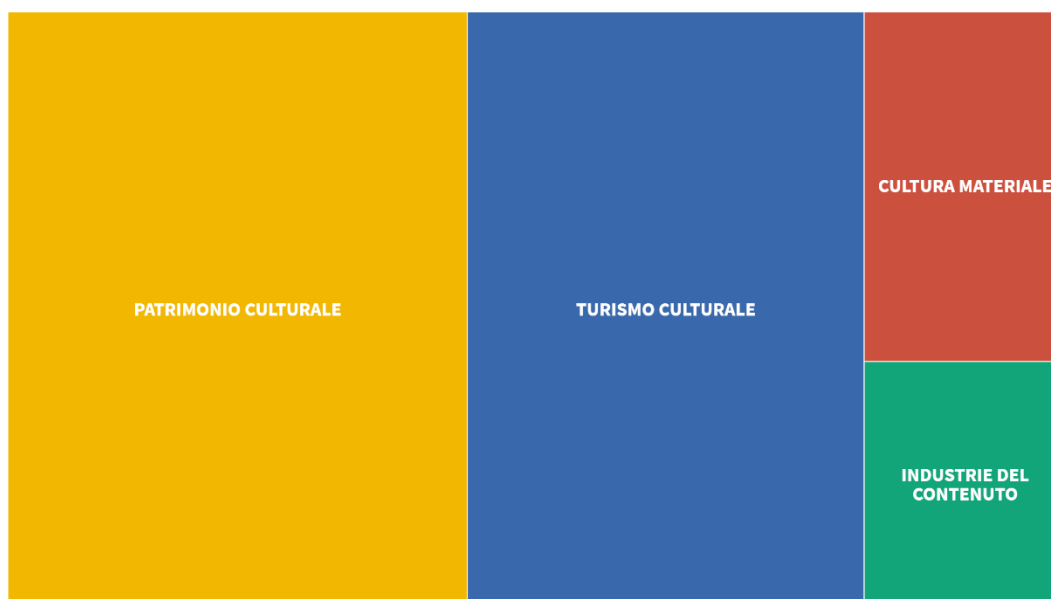 PATRIMONIO CULTURALE
TURISMO CULTURALE
CULTURA MATERIALE
INDUSTRIE DEL
CONTENUTO